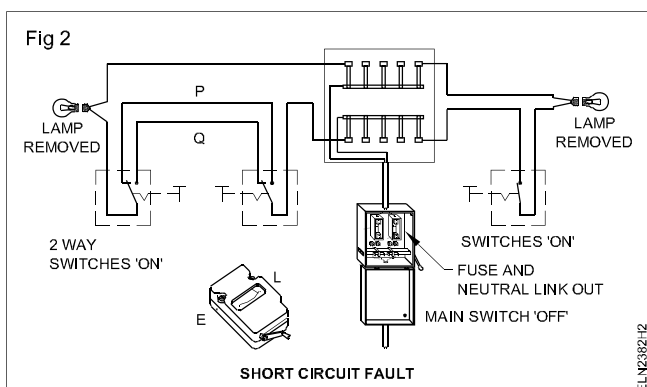 Fig 2
P
Q
LAMP
REMOVED
LAMP
REMOVED
2 WAY
SWITCHES 'ON'
SWITCHES 'ON'
FUSE AND
NEUTRAL LINK OUT
MAIN SWITCH 'OFF'
L
E
SHORT CIRCUIT FAULT
ELN2382H2